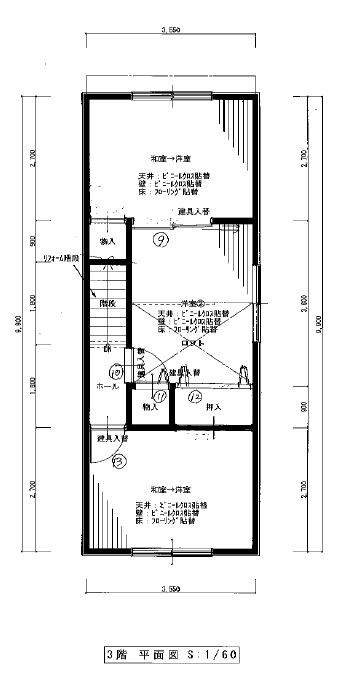 3,550
2,700
900
1,800
1,800
2,700
9,900
和室→洋室
天井：ビニールクロス貼替
壁：ビニールクロス貼替
床：フローリング貼替
建具入替
物入
⑨
リフォーム階段
階段
洋室②
天井：ビニールクロス貼替
壁：ビニールクロス貼替
床：フローリング貼替
ロフト
建具入替
⑩
建具入替
ホール
物入
⑪
⑫
押入
建具入替
⑬
和室→洋室
天井：ビニールクロス貼替
壁：ビニールクロス貼替
床：フローリング貼替
2,700
3,600
900
2,700
9,900
3,550
3階 平面図 S:1/60